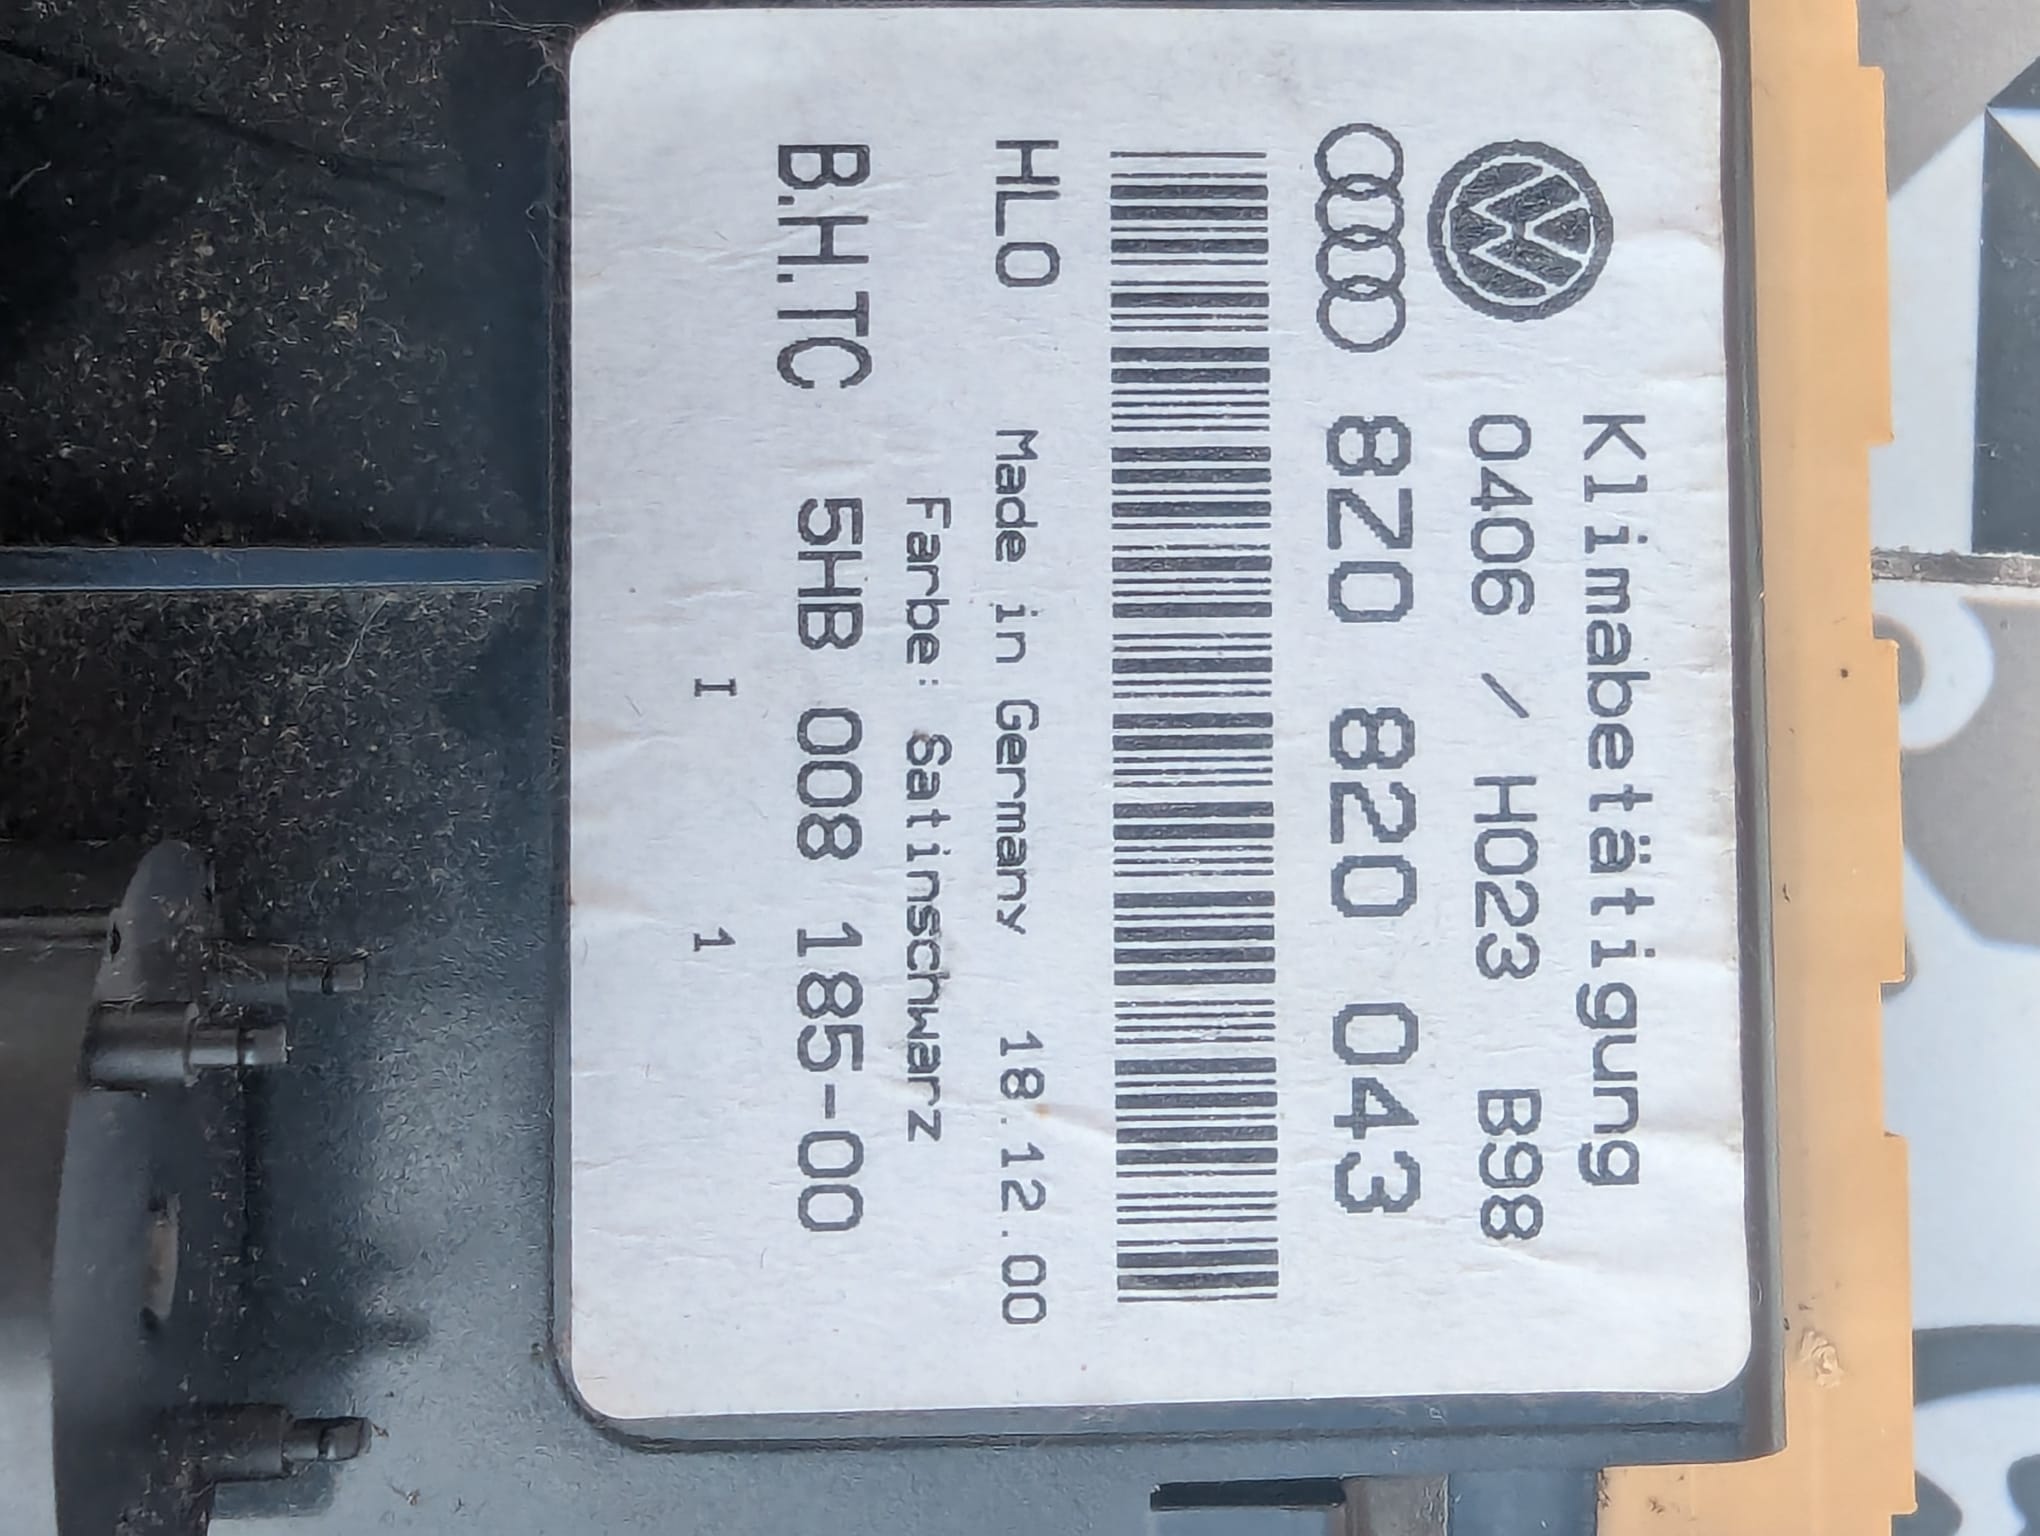 Klimabetätigung
0406 / H023 B98
8Z0 820 043
HLO Made in Germany 18.12.00
Farbe: Satinschwarz
B.H.TC 5HB 008 185-00
I 1